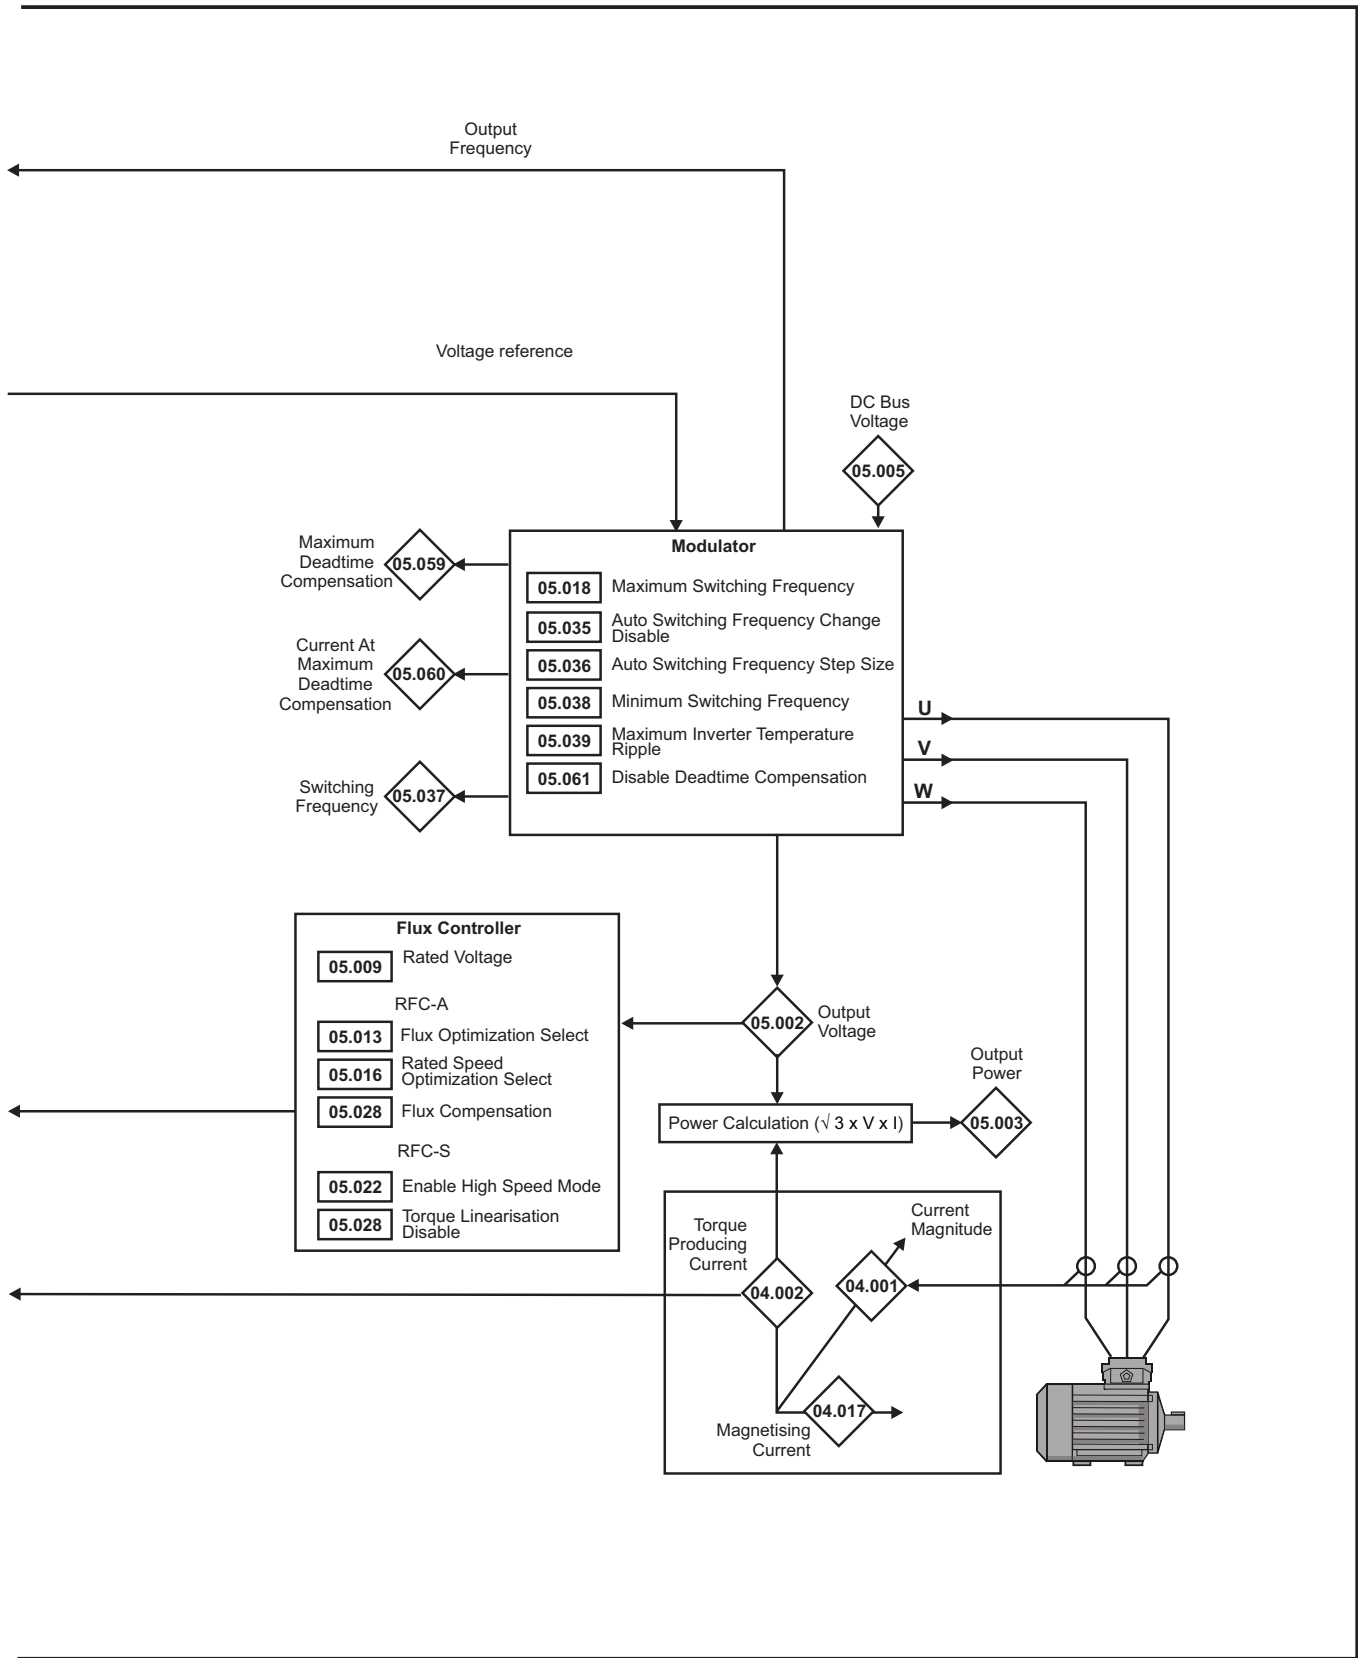 Output
Frequency
Voltage reference
DC Bus
Voltage
05.005
Maximum
Deadtime
Compensation
05.059
Current At
Maximum
Deadtime
Compensation
05.060
Switching
Frequency
05.037
Modulator
05.018 Maximum Switching Frequency
05.035 Auto Switching Frequency Change
Disable
05.036 Auto Switching Frequency Step Size
05.038 Minimum Switching Frequency
05.039 Maximum Inverter Temperature
Ripple
05.061 Disable Deadtime Compensation
U
V
W
Flux Controller
05.009 Rated Voltage
RFC-A
05.013 Flux Optimization Select
05.016 Rated Speed
Optimization Select
05.028 Flux Compensation
RFC-S
05.022 Enable High Speed Mode
05.028 Torque Linearisation
Disable
05.002
Output
Voltage
Output
Power
05.003
Power Calculation (√ 3 x V x I)
Torque
Producing
Current
04.002
Current
Magnitude
04.001
04.017
Magnetising
Current